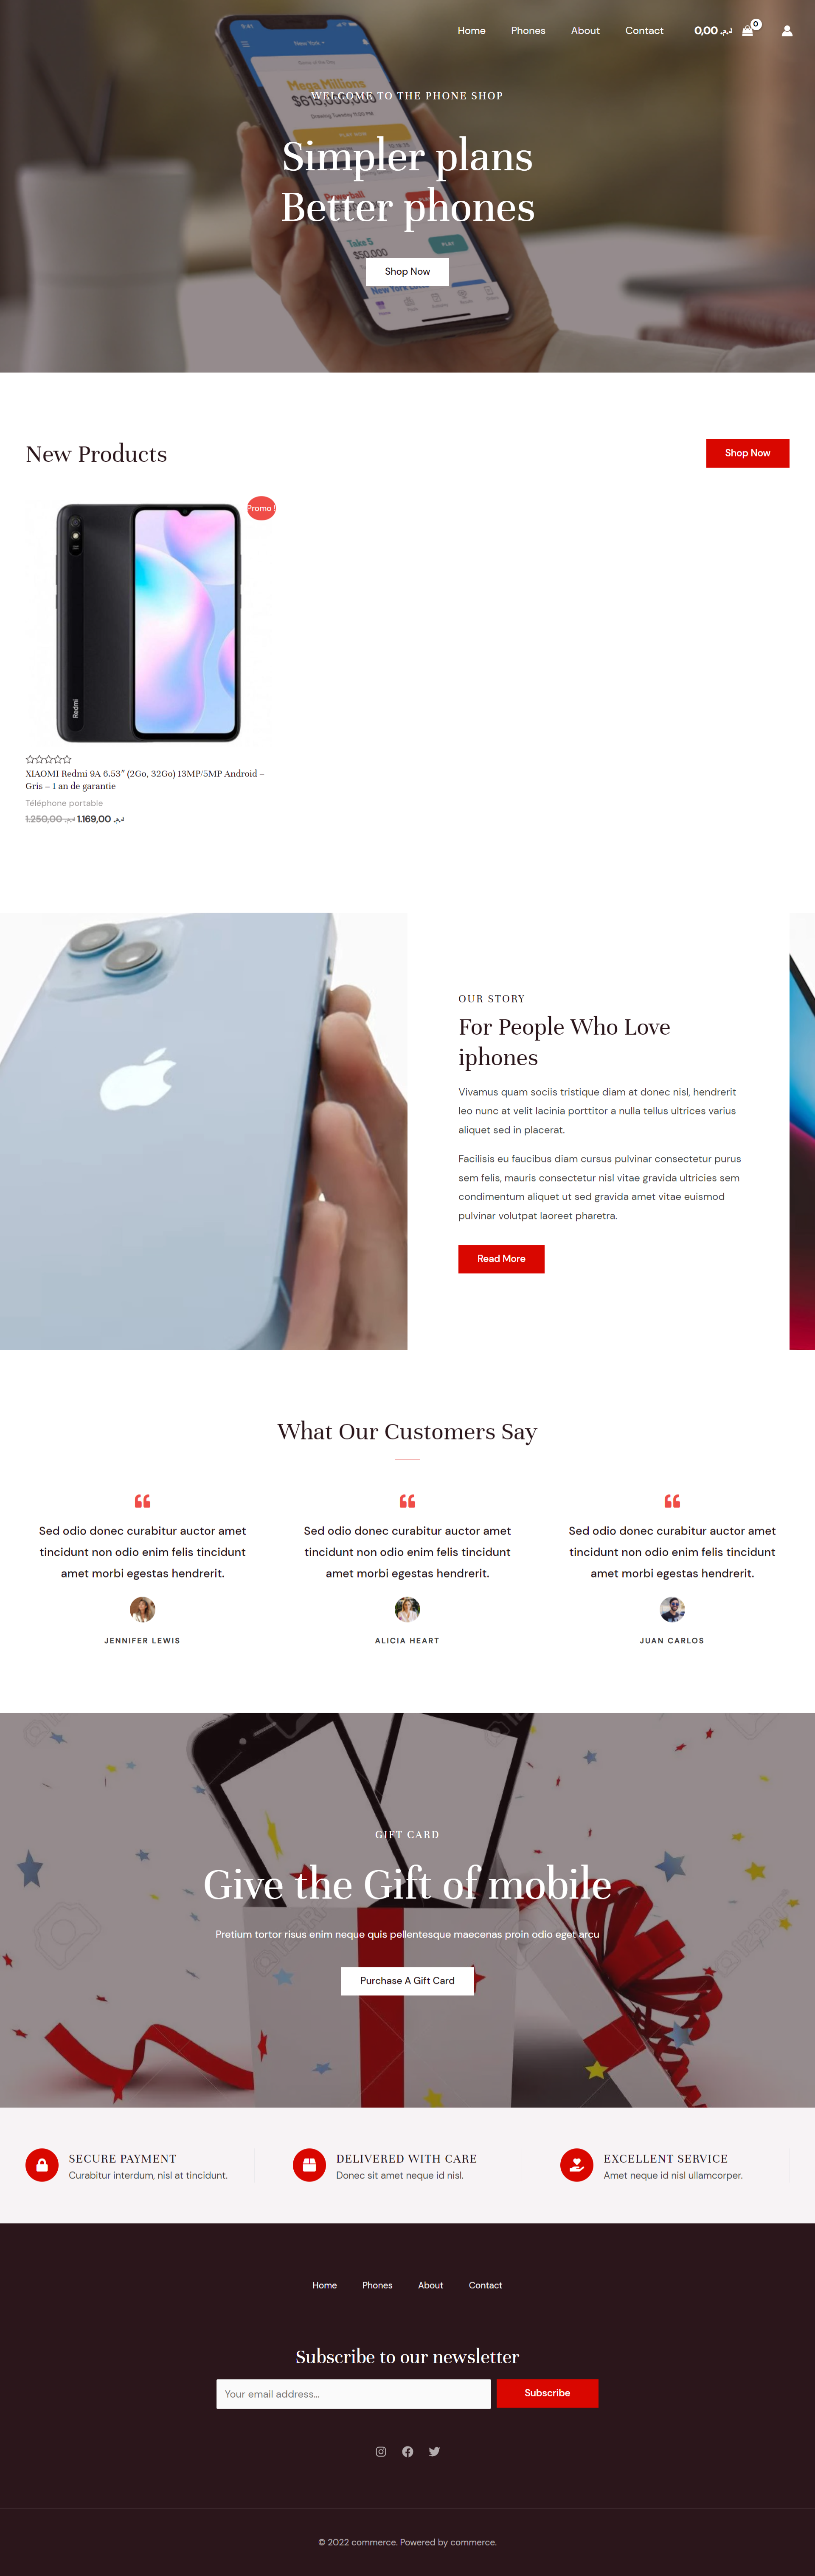 Home Phones About Contact 0,00 د.م. 0
WELCOME TO THE PHONE SHOP
Simpler plans
Better phones
Shop Now
Mega Millions
PLAY NOW
Powerball
Take 5
$50,000
PLAY
New Products
Shop Now
Promo !
Redmi
XIAOMI Redmi 9A 6.53″ (2Go, 32Go) 13MP/5MP Android –
Gris – 1 an de garantie
Téléphone portable
1.250,00 د.م. 1.169,00 د.م.
OUR STORY
For People Who Love
iphones
Vivamus quam sociis tristique diam at donec nisl, hendrerit
leo nunc at velit lacinia porttitor a nulla tellus ultrices varius
aliquet sed in placerat.
Facilisis eu faucibus diam cursus pulvinar consectetur purus
sem felis, mauris consectetur nisl vitae gravida ultricies sem
condimentum aliquet ut sed gravida amet vitae euismod
pulvinar volutpat laoreet pharetra.
Read More
What Our Customers Say
Sed odio donec curabitur auctor amet
tincidunt non odio enim felis tincidunt
amet morbi egestas hendrerit.
JENNIFER LEWIS
Sed odio donec curabitur auctor amet
tincidunt non odio enim felis tincidunt
amet morbi egestas hendrerit.
ALICIA HEART
Sed odio donec curabitur auctor amet
tincidunt non odio enim felis tincidunt
amet morbi egestas hendrerit.
JUAN CARLOS
GIFT CARD
Give the Gift of mobile
Pretium tortor risus enim neque quis pellentesque maecenas proin odio eget arcu
Purchase A Gift Card
SECURE PAYMENT
Curabitur interdum, nisl at tincidunt.
DELIVERED WITH CARE
Donec sit amet neque id nisl.
EXCELLENT SERVICE
Amet neque id nisl ullamcorper.
Home Phones About Contact
Subscribe to our newsletter
Your email address...
Subscribe
© 2022 commerce. Powered by commerce.